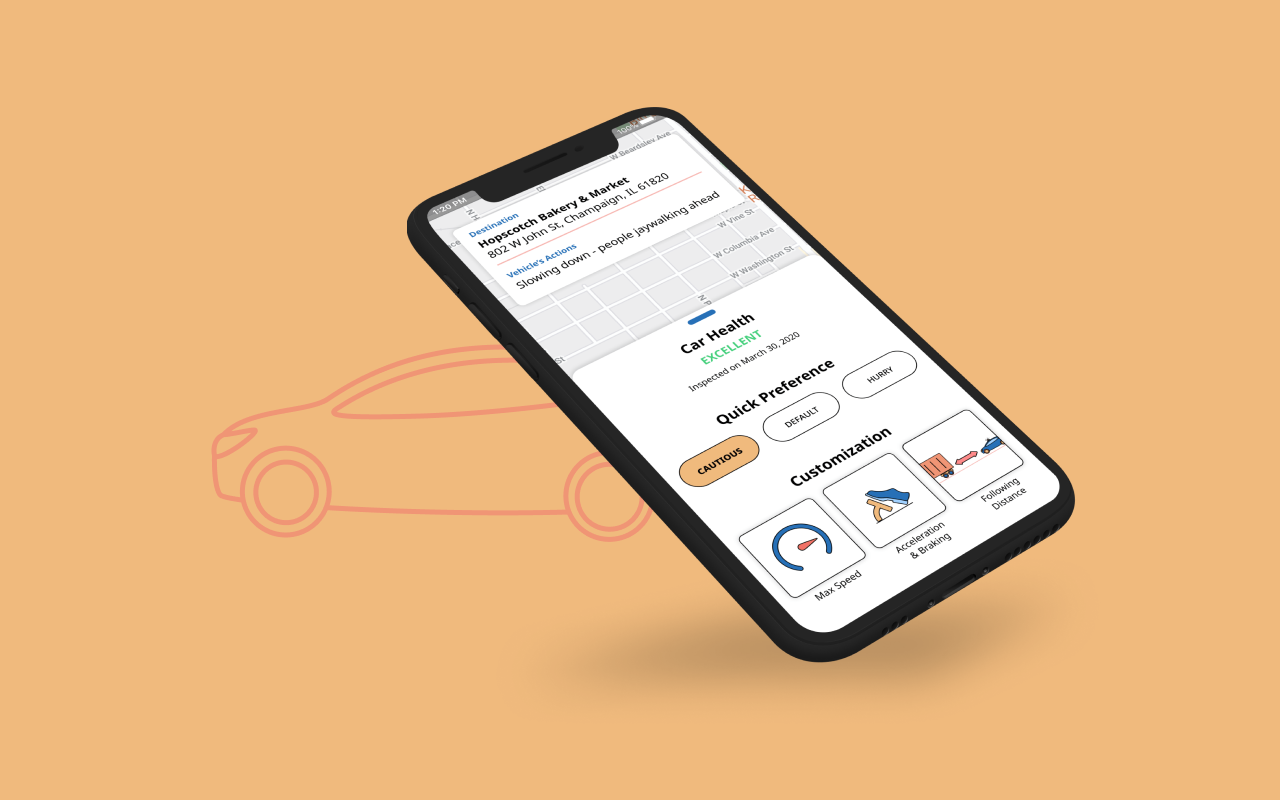 1:20 PM
100%
W Beardsley Ave
Destination
Hopscotch Bakery & Market
802 W John St, Champaign, IL 61820
Vehicle's Actions
Slowing down - people jaywalking ahead
W Vine St
W Columbia Ave
W Washington St
St
N P
Car Health
EXCELLENT
Inspected on March 30, 2020
Quick Preference
CAUTIOUS
DEFAULT
HURRY
Customization
Max Speed
Acceleration
& Braking
Following
Distance